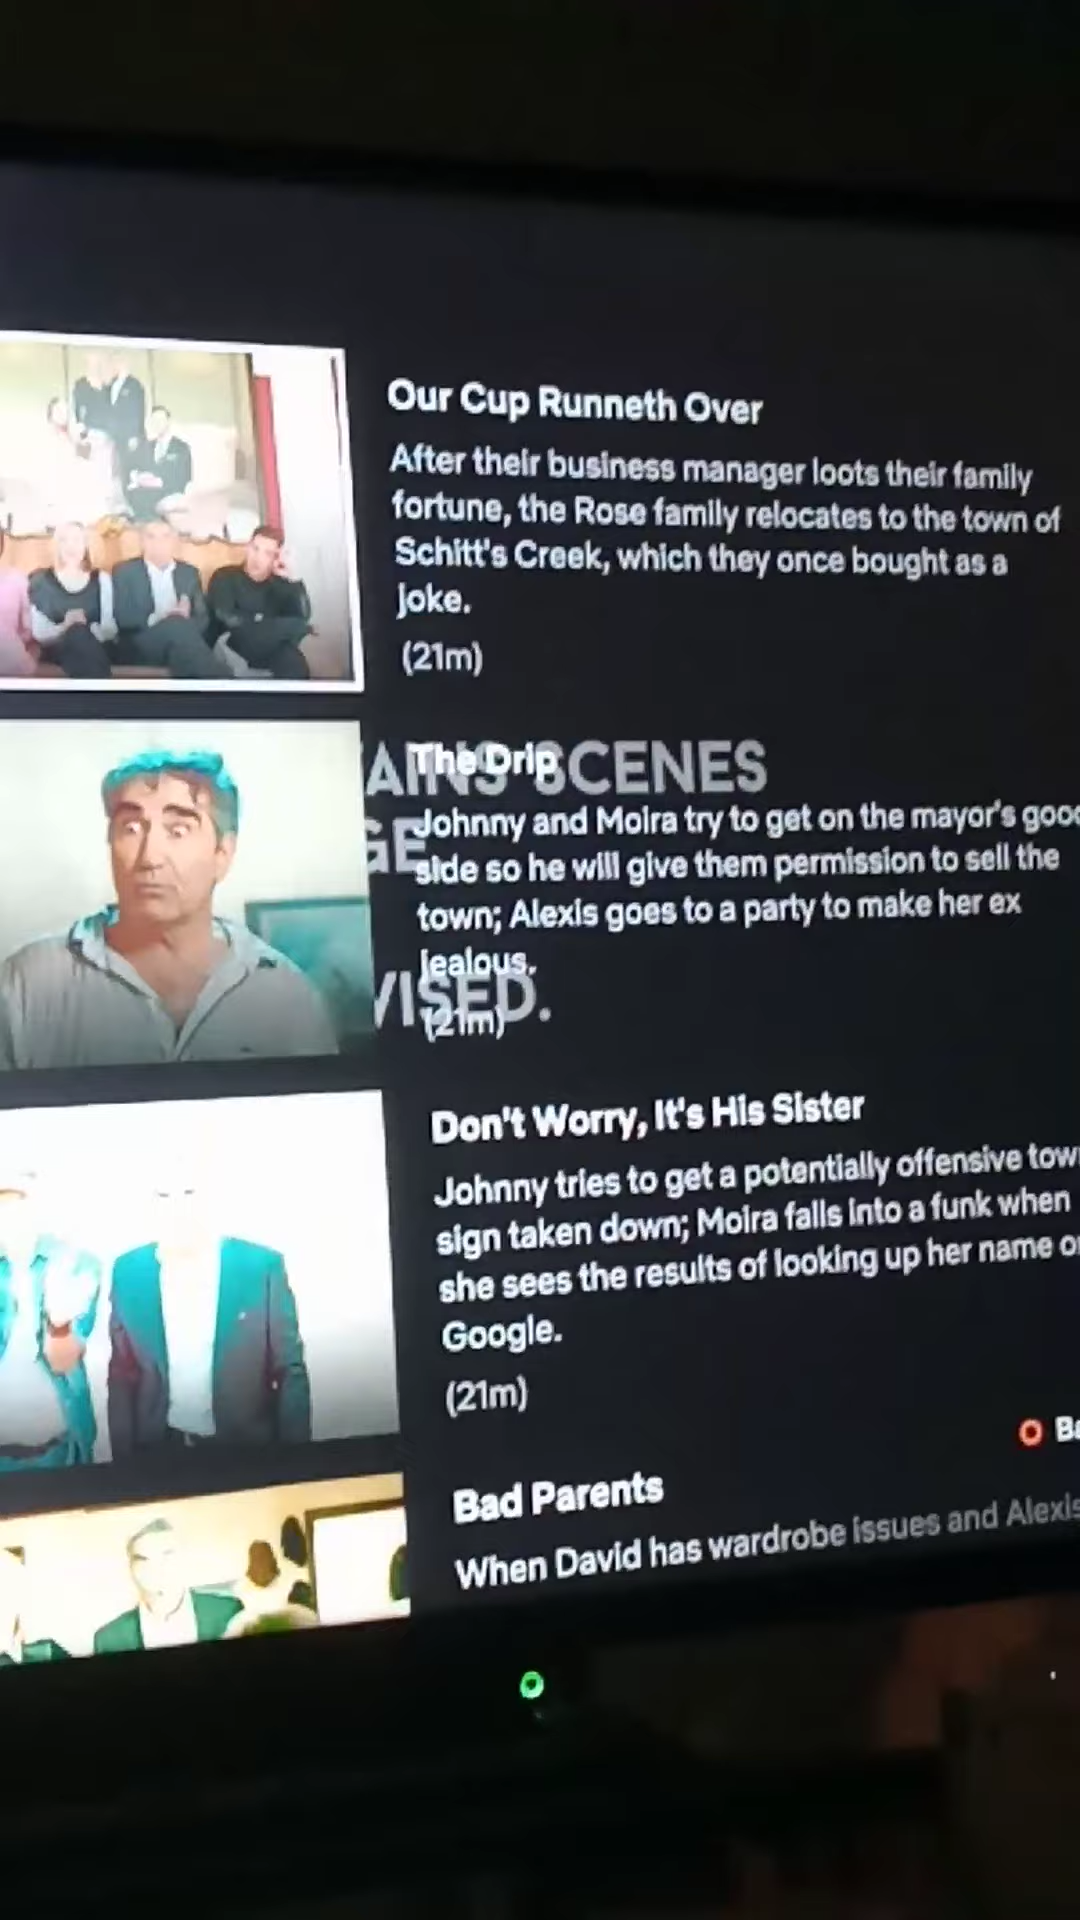 Our Cup Runneth Over
After their business manager loots their family
fortune, the Rose family relocates to the town of
Schitt's Creek, which they once bought as a
joke.
(21m)
The Drip
SCENES
Johnny and Moira try to get on the mayor's good
side so he will give them permission to sell the
town; Alexis goes to a party to make her ex
jealous.
VISED.
(21m)
Don't Worry, It's His Sister
Johnny tries to get a potentially offensive town
sign taken down; Moira falls into a funk when
she sees the results of looking up her name on
Google.
(21m)
Ba
Bad Parents
When David has wardrobe issues and Alexis